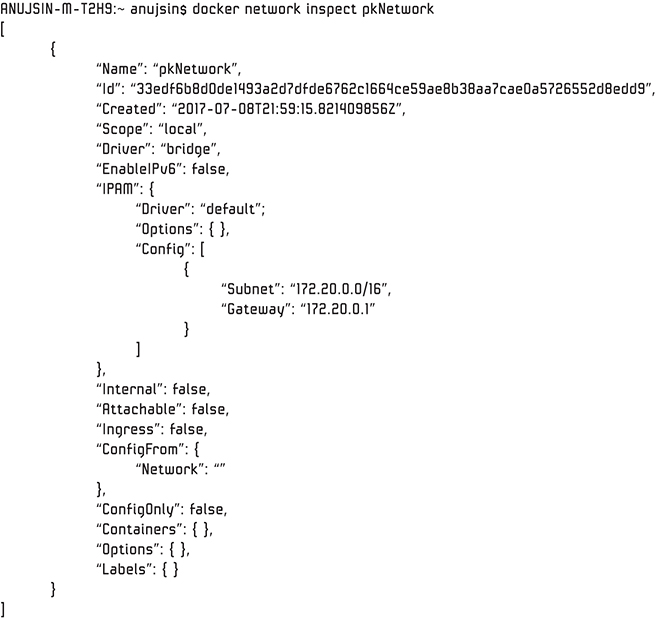 ANUJSIN-M-T2H9:~ anujsin$ docker network inspect pkNetwork
[
{
“Name”: “pkNetwork”,
“Id”: “33edf6b8d0de1493a2d7dfde6762c1664ce59ae8b38aa7cae0a5726552d8edd9”,
“Created”: “2017-07-08T21:59:15.821409856Z”,
“Scope”: “local”,
“Driver”: “bridge”,
“EnableIPv6”: false,
“IPAM”: {
“Driver”: “default”;
“Options”: { },
“Config”: [
{
“Subnet”: “172.20.0.0/16”,
“Gateway”: “172.20.0.1”
}
]
},
“Internal”: false,
“Attachable”: false,
“Ingress”: false,
“ConfigFrom”: {
“Network”: “”
},
“ConfigOnly”: false,
“Containers”: { },
“Options”: { },
“Labels”: { }
}
]